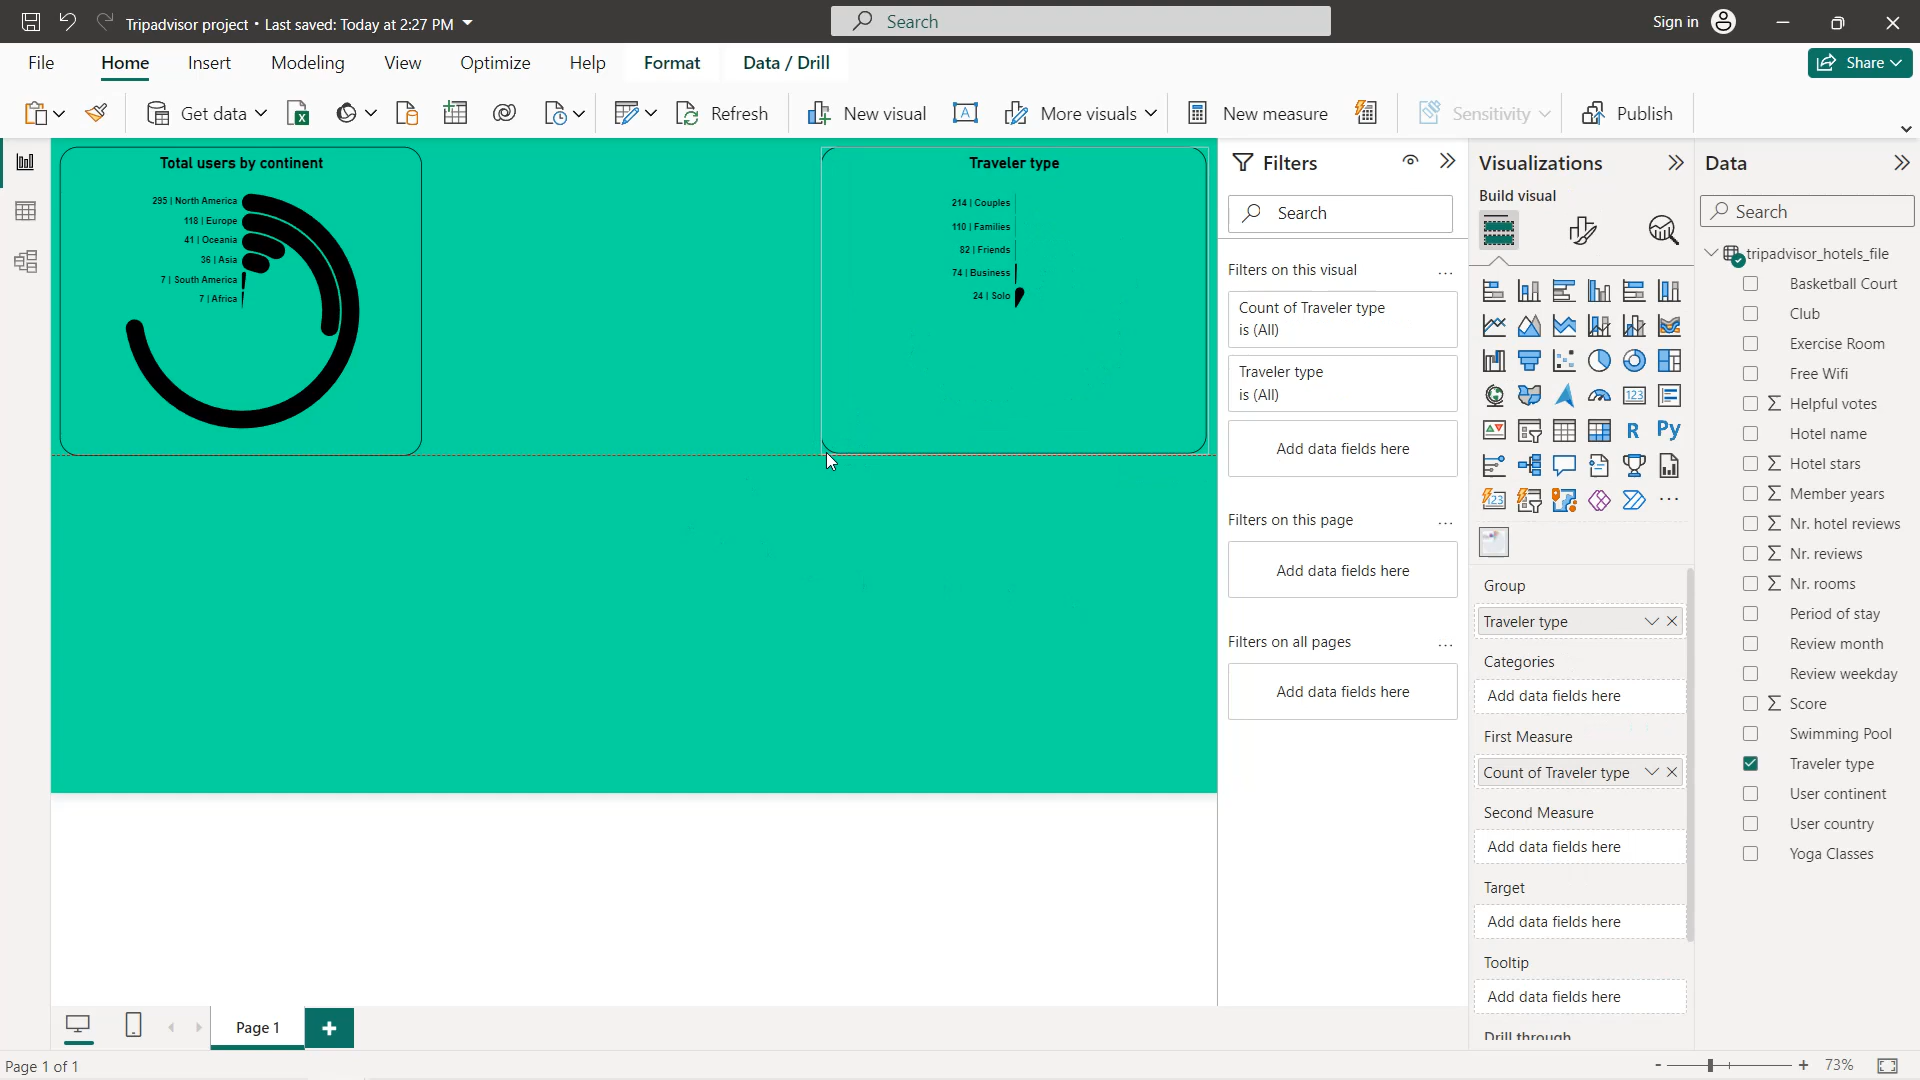 Tripadvisor project • Last saved: Today at 2:27 PM
Search
Sign in
File
Home
Insert
Modeling
View
Optimize
Help
Format
Data / Drill
Share
Get data
Refresh
New visual
More visuals
New measure
Sensitivity
Publish
Total users by continent
295 | North America
118 | Europe
41 | Oceania
36 | Asia
7 | South America
7 | Africa
Traveler type
214 | Couples
110 | Families
82 | Friends
74 | Business
24 | Solo
Filters
Search
Filters on this visual
Count of Traveler type
is (All)
Traveler type
is (All)
Add data fields here
Filters on this page
Add data fields here
Filters on all pages
Add data fields here
Visualizations
Build visual
123
R
Py
123
Group
Traveler type
Categories
Add data fields here
First Measure
Count of Traveler type
Second Measure
Add data fields here
Target
Add data fields here
Tooltip
Add data fields here
Drill through
Data
Search
tripadvisor_hotels_file
Basketball Court
Club
Exercise Room
Free Wifi
Σ Helpful votes
Hotel name
Σ Hotel stars
Σ Member years
Σ Nr. hotel reviews
Σ Nr. reviews
Σ Nr. rooms
Period of stay
Review month
Review weekday
Σ Score
Swimming Pool
Traveler type
User continent
User country
Yoga Classes
Page 1
Page 1 of 1
- + 73%